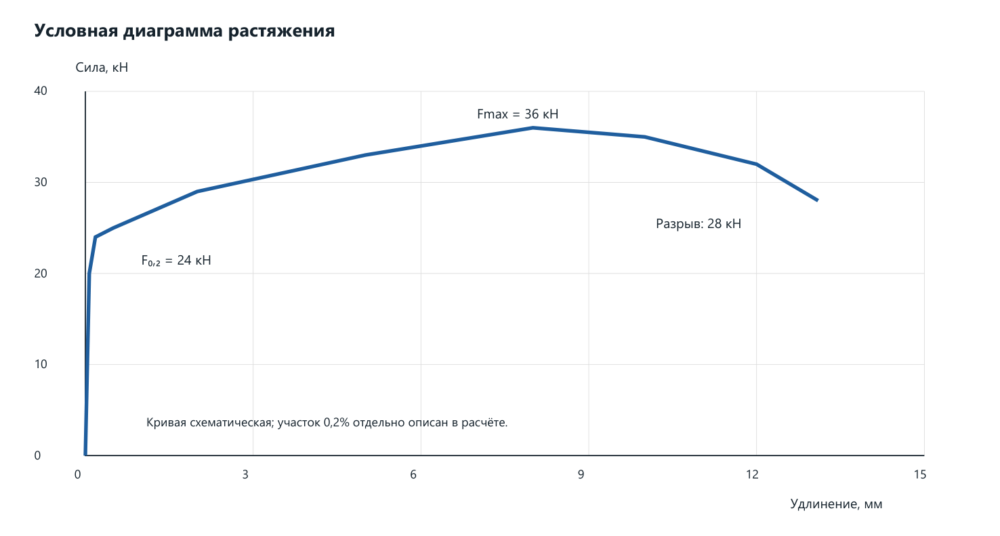 Условная диаграмма растяжения
Сила, кН
40
Fmax = 36 кН
30
Разрыв: 28 кН
F₀,₂ = 24 кН
20
10
Кривая схематическая; участок 0,2% отдельно описан в расчёте.
0
0 3 6 9 12 15
Удлинение, мм